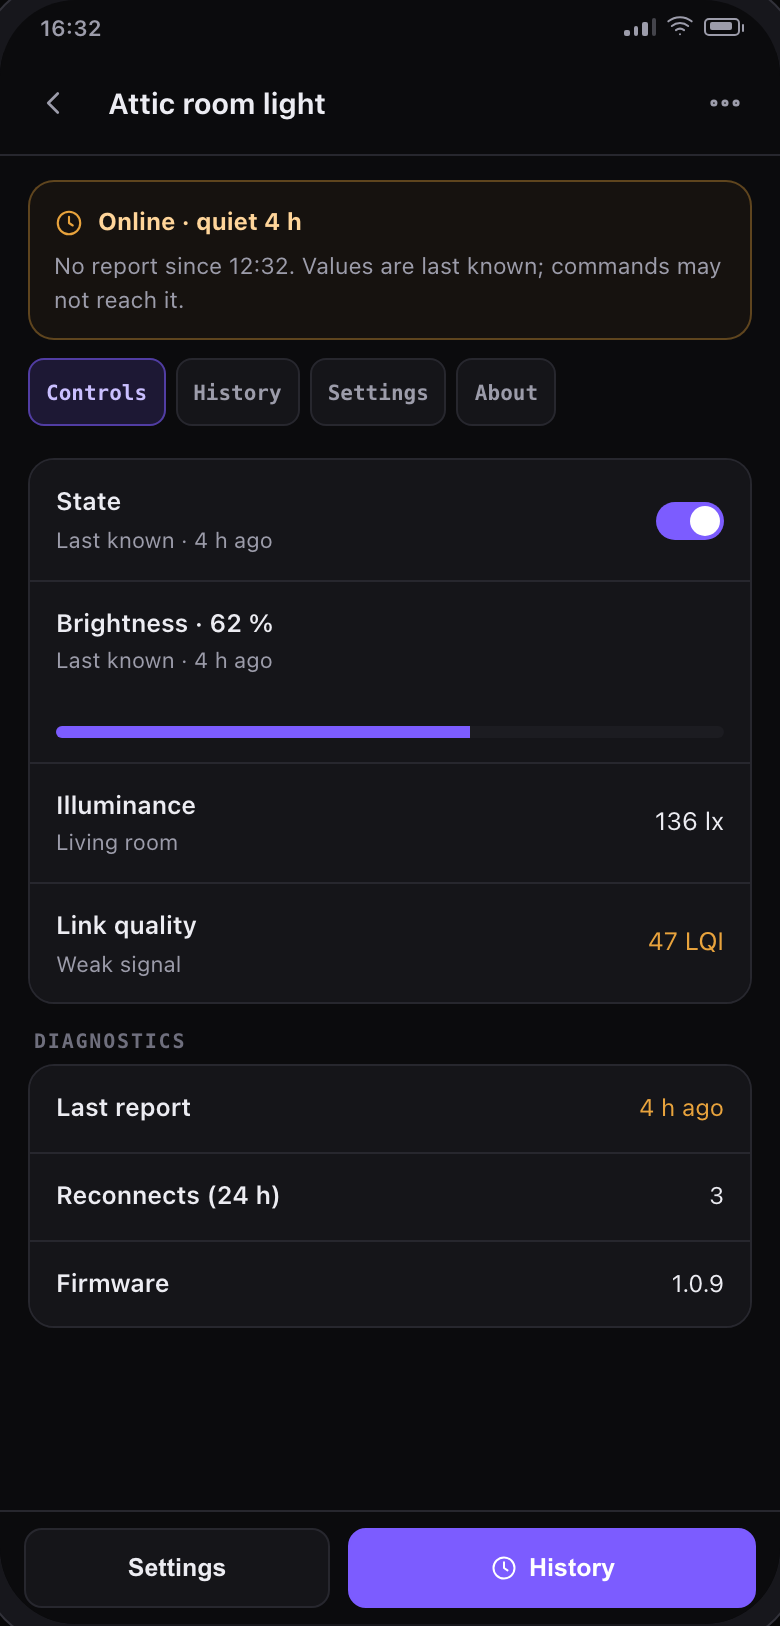 16:32
Attic room light
Online · quiet 4 h
No report since 12:32. Values are last known; commands may
not reach it.
Controls
History
Settings
About
State
Last known · 4 h ago
Brightness · 62 %
Last known · 4 h ago
Illuminance
Living room
136 lx
Link quality
Weak signal
47 LQI
DIAGNOSTICS
Last report
4 h ago
Reconnects (24 h)
3
Firmware
1.0.9
Settings
History